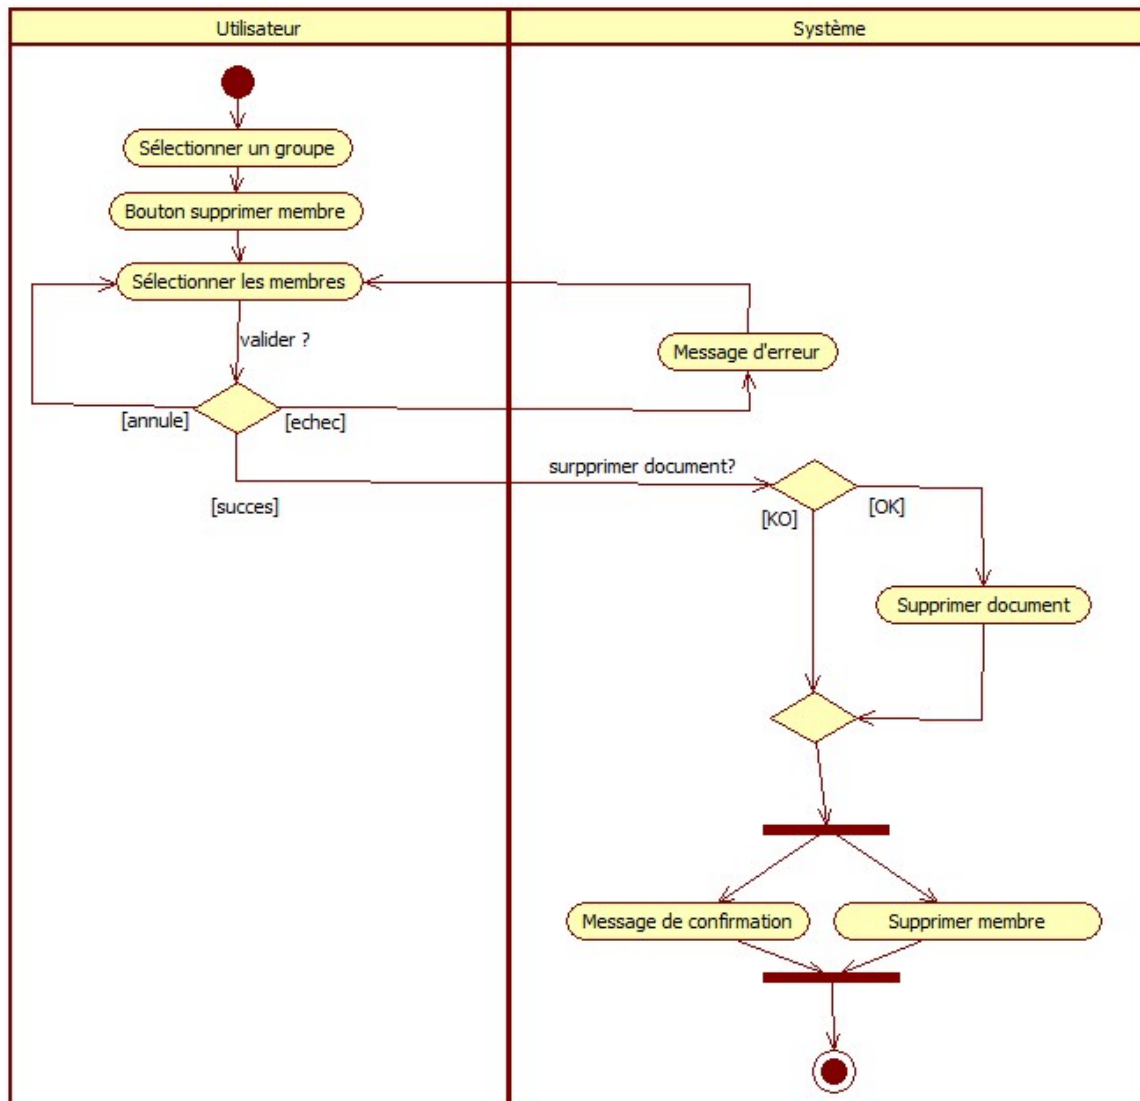 Utilisateur
Système
Sélectionner un groupe
Bouton supprimer membre
Sélectionner les membres
valider ?
Message d'erreur
[annule]
[echec]
surpprimer document?
[succes]
[KO]
[OK]
Supprimer document
Message de confirmation
Supprimer membre